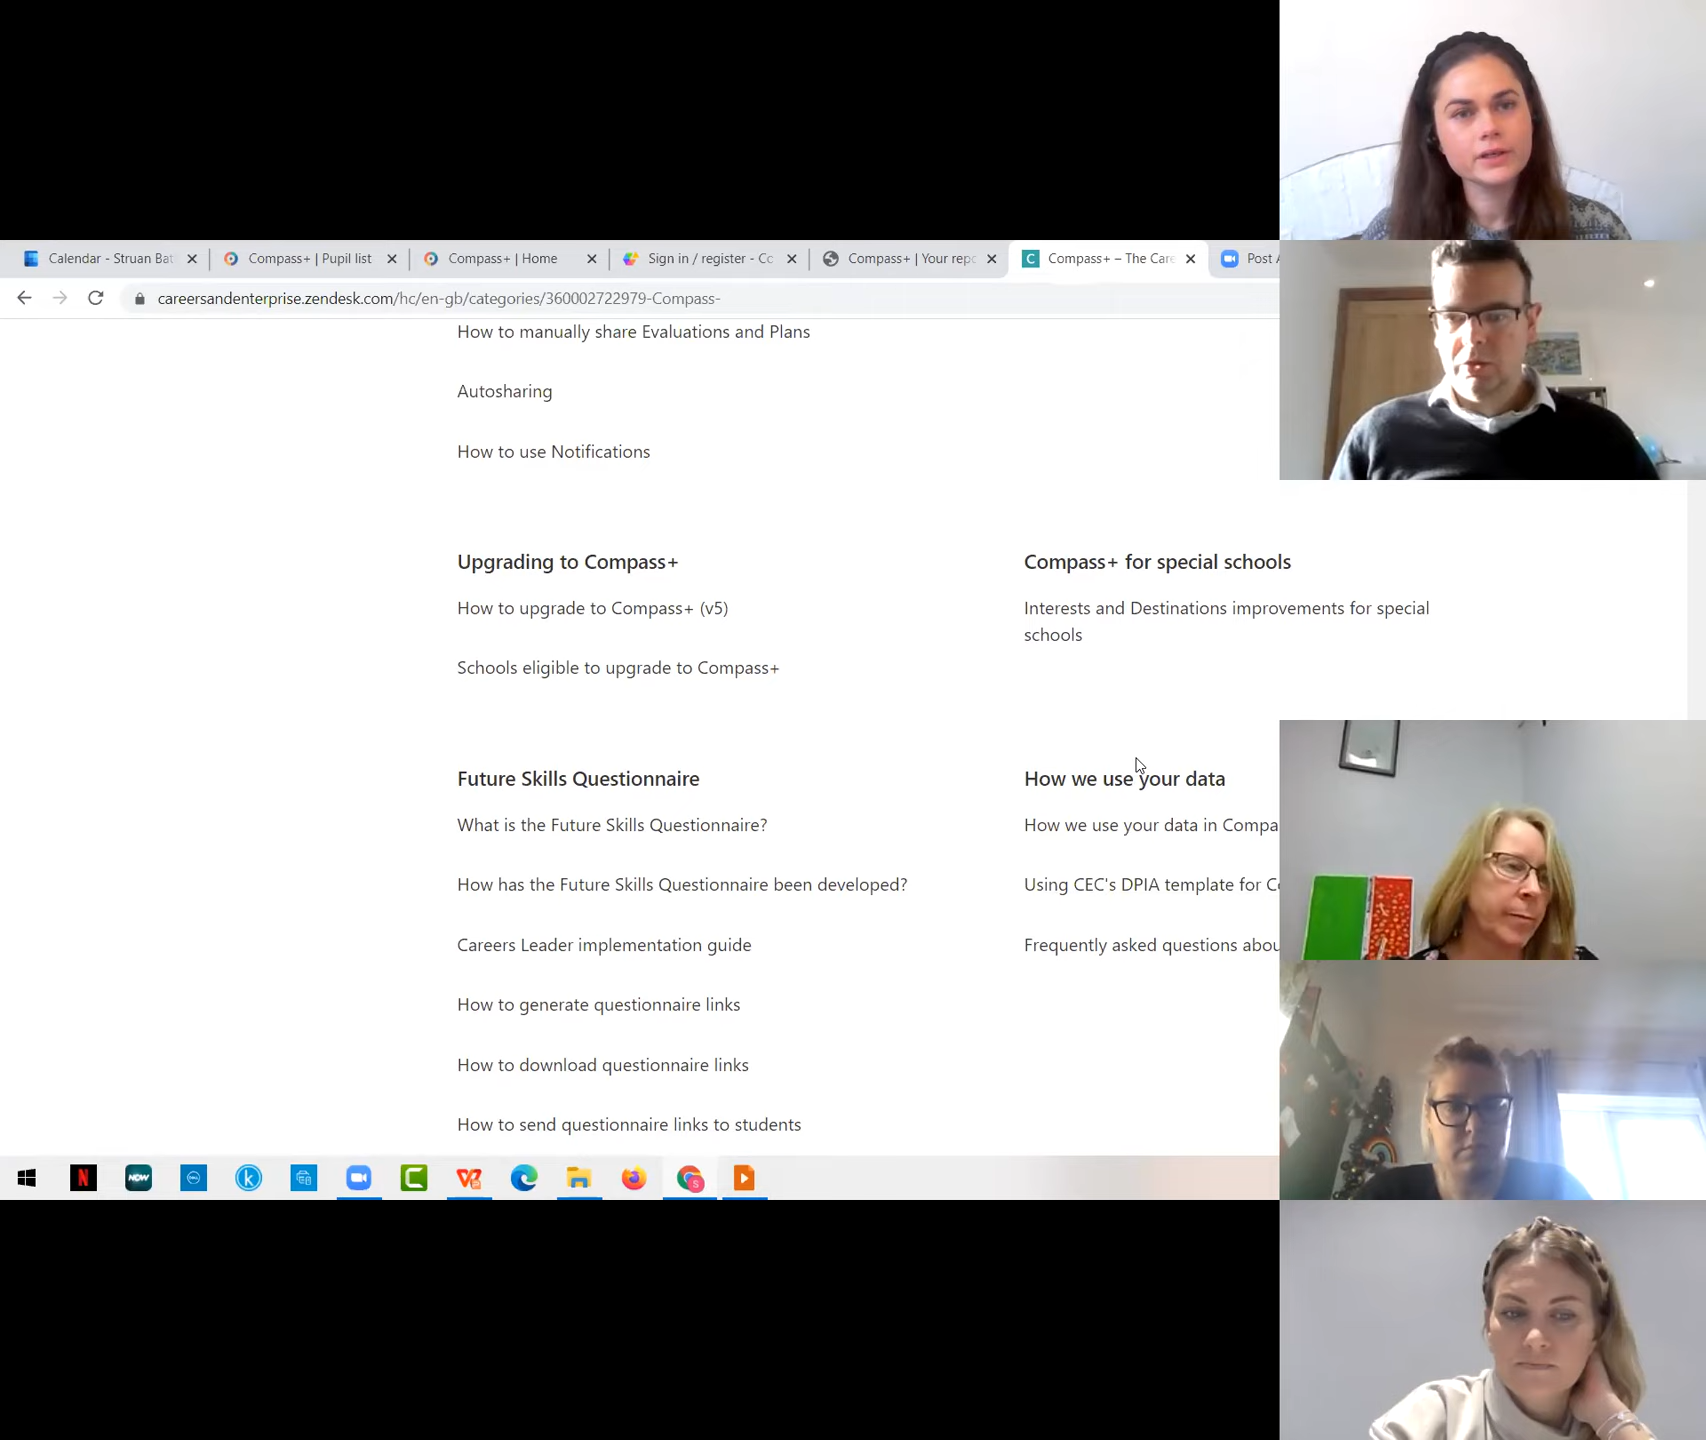 Calendar - Struan Bat
Compass+ | Pupil list
Compass+ | Home
Sign in / register - Co
Compass+ | Your repo
Compass+ – The Care
Post A
careersandenterprise.zendesk.com/hc/en-gb/categories/360002722979-Compass-
How to manually share Evaluations and Plans
Autosharing
How to use Notifications
Upgrading to Compass+
How to upgrade to Compass+ (v5)
Schools eligible to upgrade to Compass+
Compass+ for special schools
Interests and Destinations improvements for special
schools
Future Skills Questionnaire
What is the Future Skills Questionnaire?
How has the Future Skills Questionnaire been developed?
Careers Leader implementation guide
How to generate questionnaire links
How to download questionnaire links
How to send questionnaire links to students
How we use your data
How we use your data in Compa
Using CEC's DPIA template for Co
Frequently asked questions abou
N
NOW